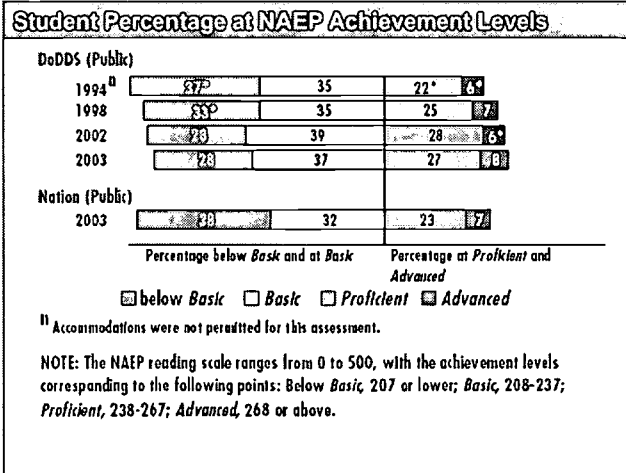 Student Percentage at NAEP Achievement Levels
DoDDS (Public)
1994ⁿ 37* 35 22* 6*
1998 33* 35 25 7
2002 28 39 28 6*
2003 28 37 27 8
Nation (Public)
2003 38 32 23 7
Percentage below Basic and at Basic Percentage at Proficient and
Advanced
below Basic Basic Proficient Advanced
ⁿ Accommodations were not permitted for this assessment.
NOTE: The NAEP reading scale ranges from 0 to 500, with the achievement levels
corresponding to the following points: Below Basic, 207 or lower; Basic, 208-237;
Proficient, 238-267; Advanced, 268 or above.